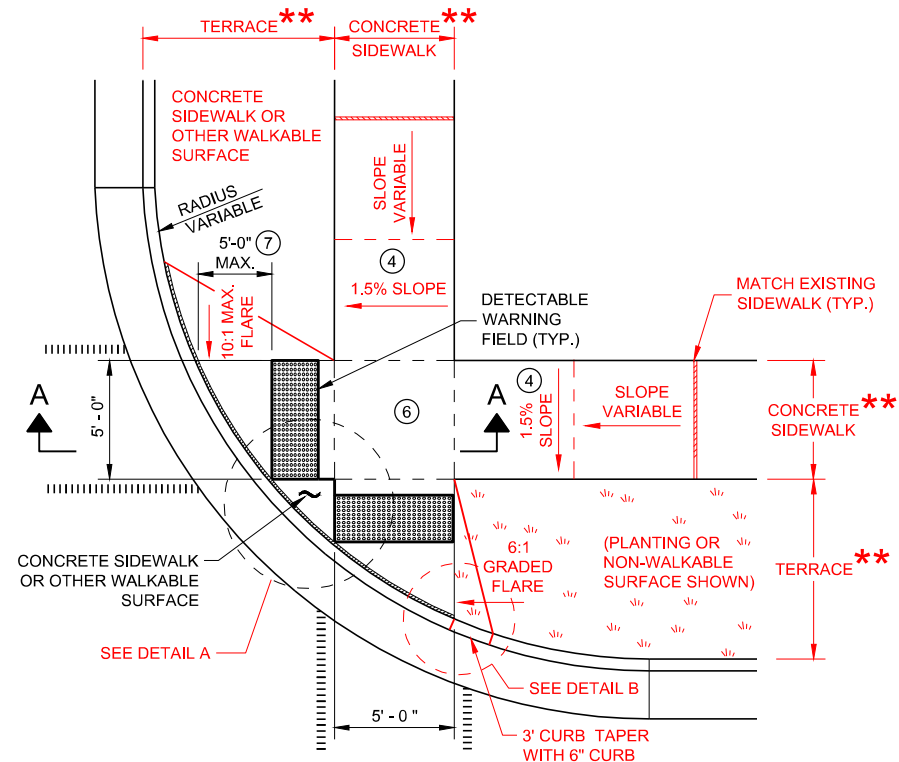 TERRACE**
CONCRETE**
SIDEWALK
CONCRETE
SIDEWALK OR
OTHER WALKABLE
SURFACE
RADIUS
VARIABLE
SLOPE
VARIABLE
5'-0" 7
MAX.
4
1.5% SLOPE
10:1 MAX.
FLARE
DETECTABLE
WARNING
FIELD (TYP.)
MATCH EXISTING
SIDEWALK (TYP.)
A
5' - 0"
6
A
4
1.5%
SLOPE
SLOPE
VARIABLE
CONCRETE**
SIDEWALK
CONCRETE SIDEWALK
OR OTHER WALKABLE
SURFACE
6:1
GRADED
FLARE
(PLANTING OR
NON-WALKABLE
SURFACE SHOWN)
TERRACE**
SEE DETAIL A
SEE DETAIL B
5' - 0"
3' CURB TAPER
WITH 6" CURB